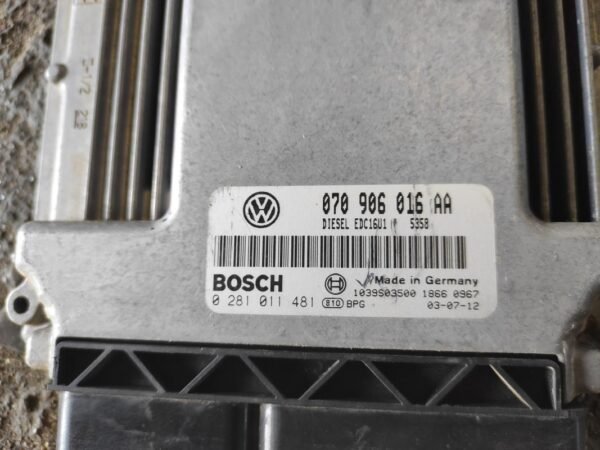 070 906 016 AA
DIESEL EDC16U1 5358
BOSCH
Made in Germany
0 281 011 481
810 BPG
1039S03500 1866 0967
03-07-12